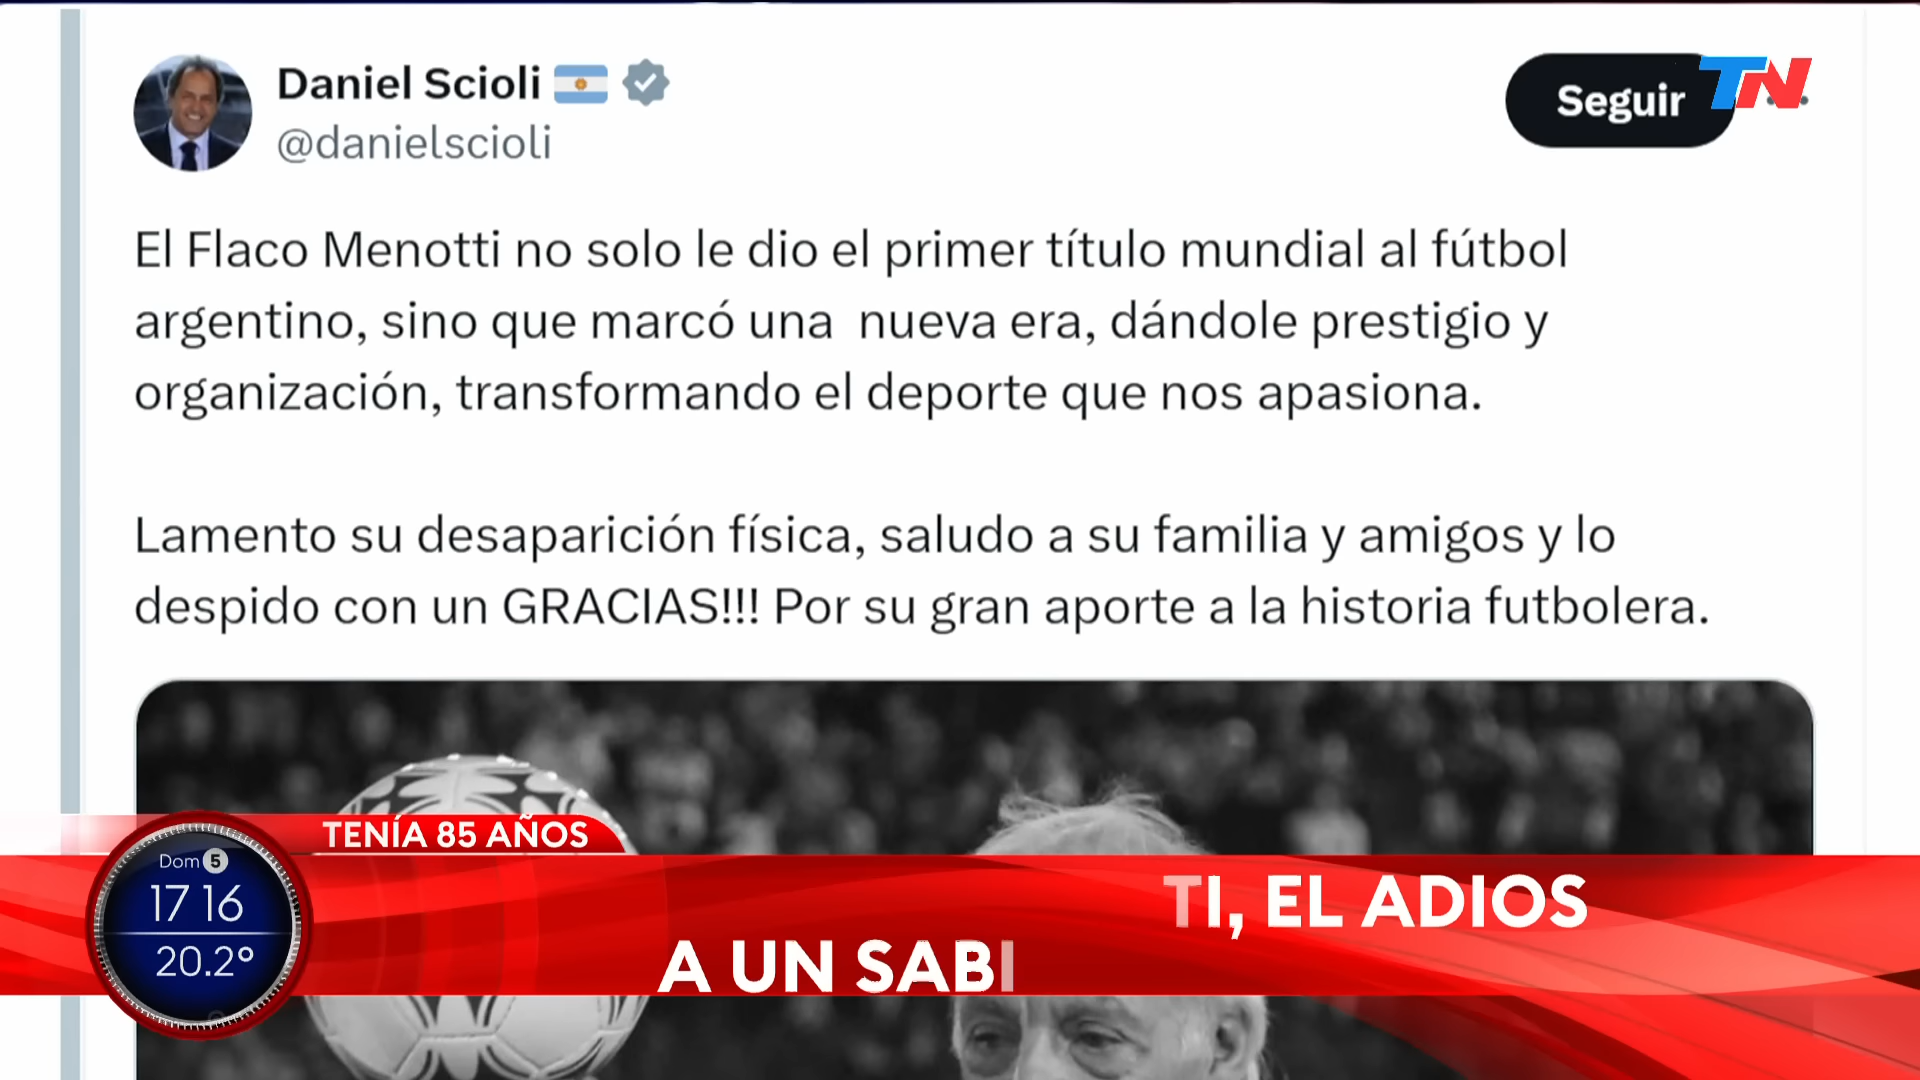 Daniel Scioli
@danielscioli
Seguir
TN
El Flaco Menotti no solo le dio el primer título mundial al fútbol
argentino, sino que marcó una  nueva era, dándole prestigio y
organización, transformando el deporte que nos apasiona.
Lamento su desaparición física, saludo a su familia y amigos y lo
despido con un GRACIAS!!! Por su gran aporte a la historia futbolera.
TENÍA 85 AÑOS
Dom 5
17 16
20.2º
TI, EL ADIOS
A UN SABI